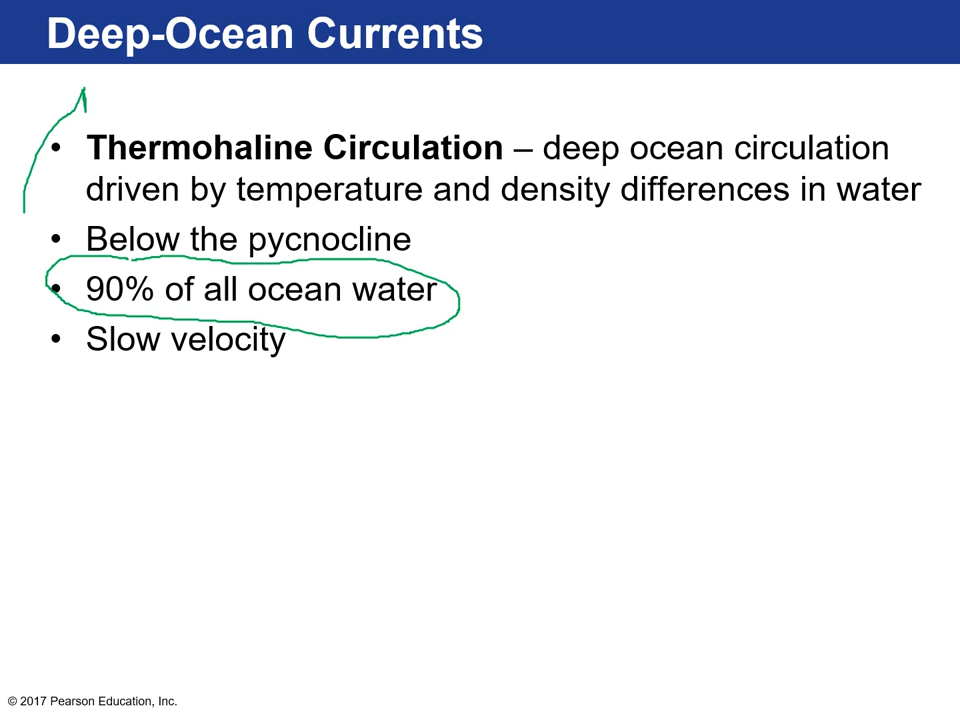 Deep-Ocean Currents
• Thermohaline Circulation – deep ocean circulation
driven by temperature and density differences in water
• Below the pycnocline
• 90% of all ocean water
• Slow velocity
© 2017 Pearson Education, Inc.